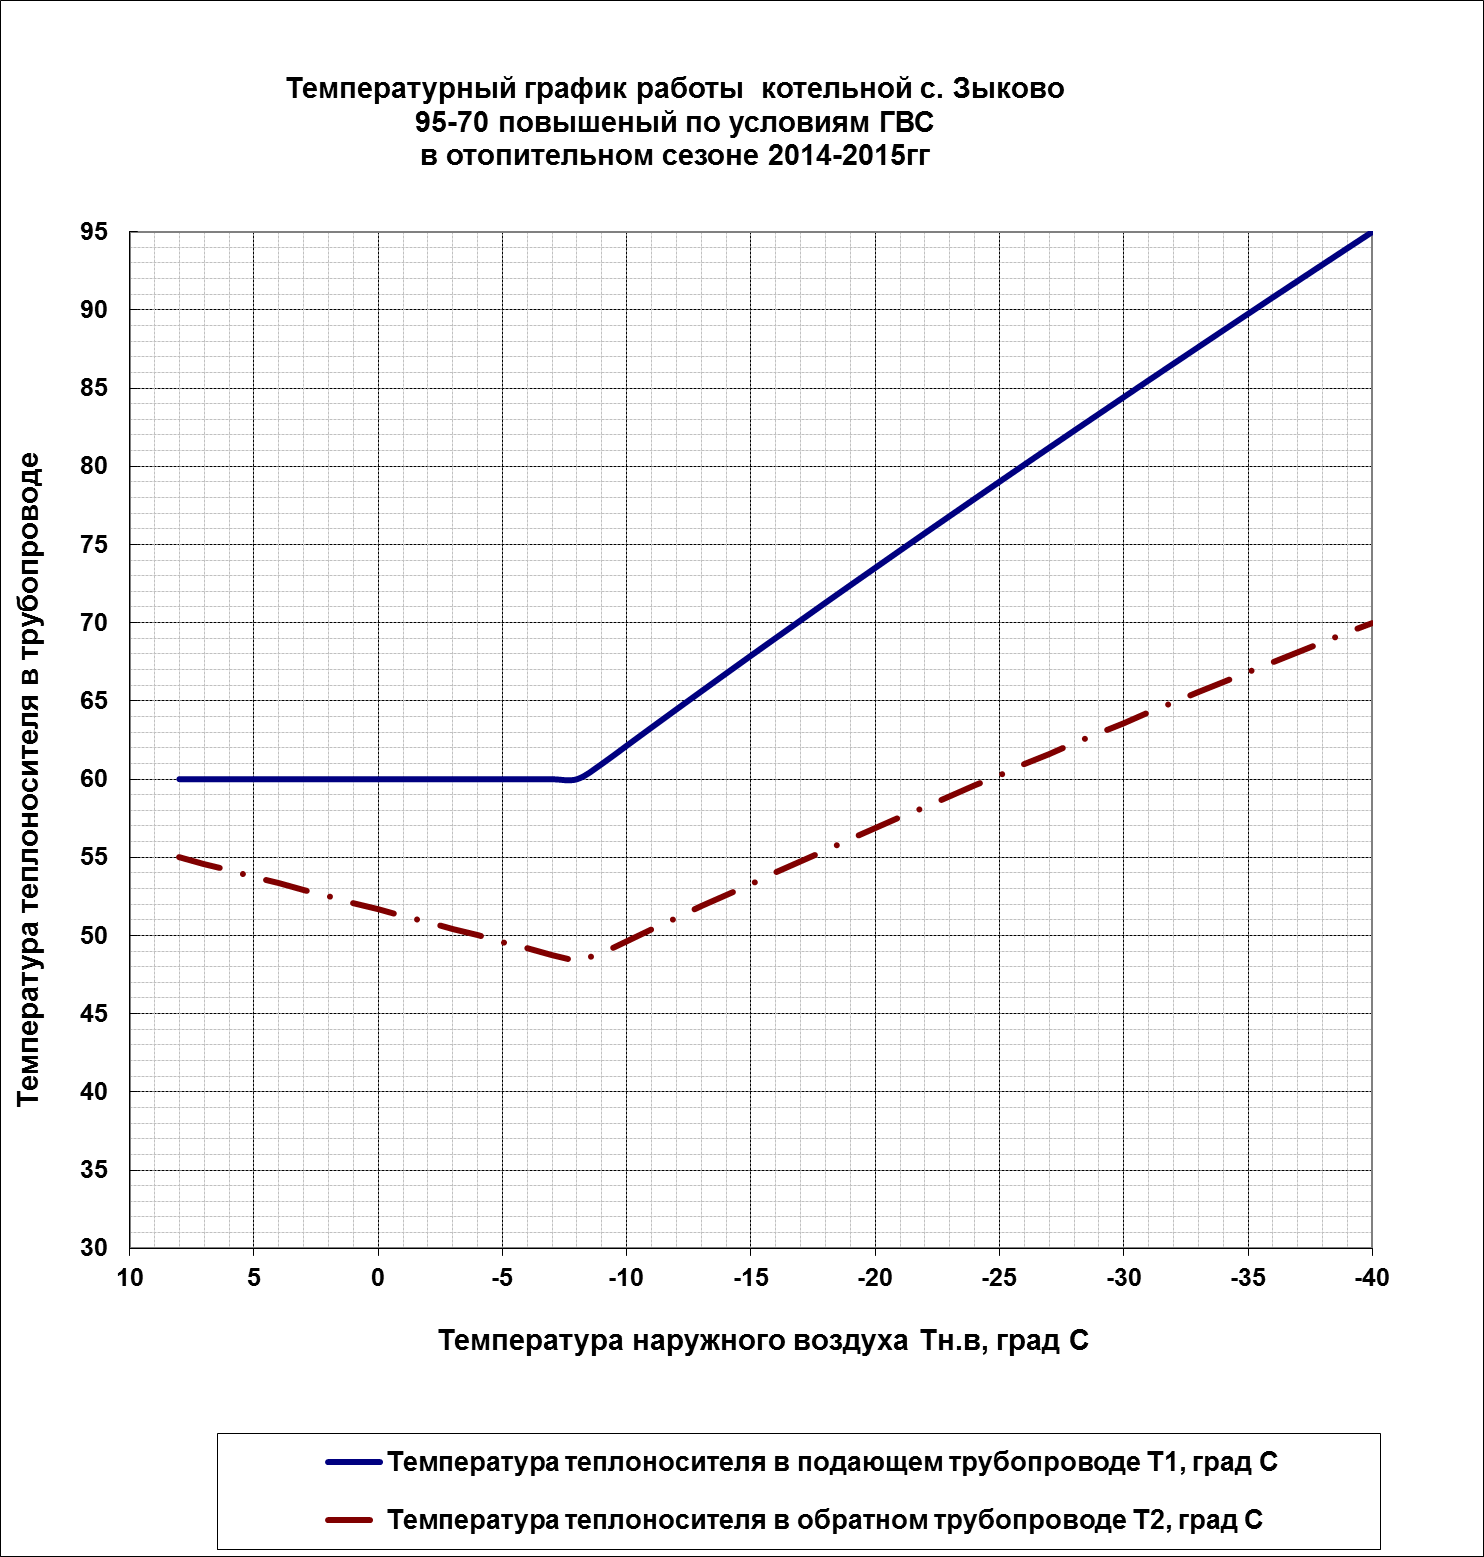 Температурный график работы  котельной с. Зыково
95-70 повышеный по условиям ГВС
в отопительном сезоне 2014-2015гг
Температура теплоносителя в трубопроводе
95
90
85
80
75
70
65
60
55
50
45
40
35
30
10 5 0 -5 -10 -15 -20 -25 -30 -35 -40
Температура наружного воздуха Тн.в, град С
Температура теплоносителя в подающем трубопроводе Т1, град С
Температура теплоносителя в обратном трубопроводе Т2, град С